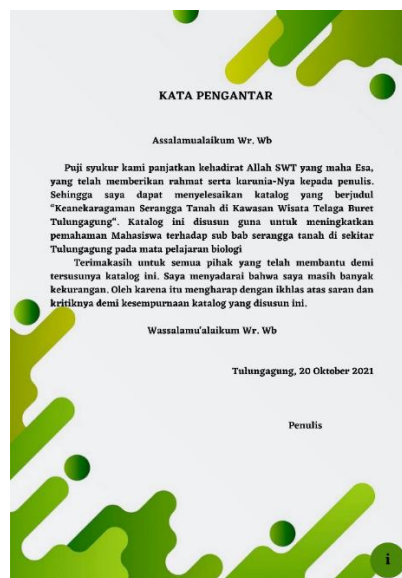 KATA PENGANTAR
Assalamualaikum Wr. Wb
Puji syukur kami panjatkan kehadirat Allah SWT yang maha Esa,
yang telah memberikan rahmat serta karunia-Nya kepada penulis.
Sehingga saya dapat menyelesaikan katalog yang berjudul
"Keanekaragaman Serangga Tanah di Kawasan Wisata Telaga Buret
Tulungagung". Katalog ini disusun guna untuk meningkatkan
pemahaman Mahasiswa terhadap sub bab serangga tanah di sekitar
Tulungagung pada mata pelajaran biologi
Terimakasih untuk semua pihak yang telah membantu demi
tersusunya katalog ini. Saya menyadarai bahwa saya masih banyak
kekurangan. Oleh karena itu mengharap dengan ikhlas atas saran dan
kritiknya demi kesempurnaan katalog yang disusun ini.
Wassalamu'alaikum Wr. Wb
Tulungagung, 20 Oktober 2021
Penulis
i